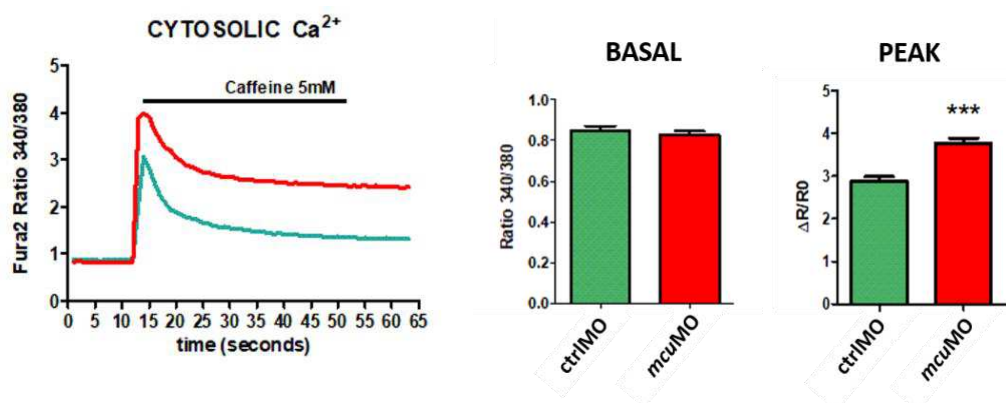 CYTOSOLIC Ca²⁺
Caffeine 5mM
Fura2 Ratio 340/380
5
4
3
2
1
0
0 5 10 15 20 25 30 35 40 45 50 55 60 65
time (seconds)
BASAL
Ratio 340/380
1.0
0.8
0.6
0.4
0.2
0.0
ctrlMO mcuMO
PEAK
ΔR/R0
5
4
3
2
1
0
***
ctrlMO mcuMO